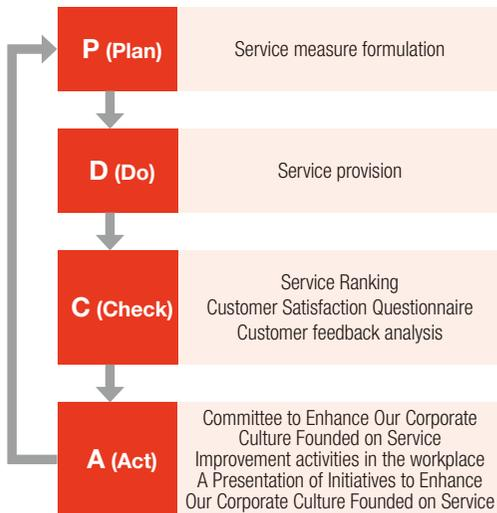 P (Plan)
Service measure formulation
D (Do)
Service provision
C (Check)
Service Ranking
Customer Satisfaction Questionnaire
Customer feedback analysis
A (Act)
Committee to Enhance Our Corporate
Culture Founded on Service
Improvement activities in the workplace
A Presentation of Initiatives to Enhance
Our Corporate Culture Founded on Service